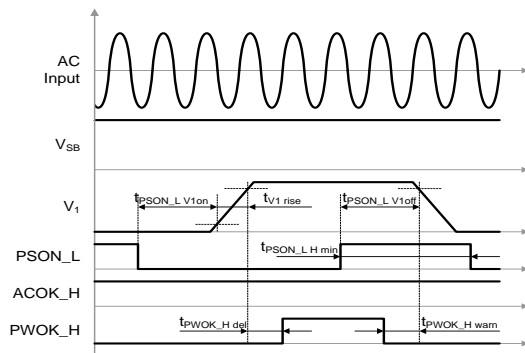 AC
Input
VSB
V1
tPSON_L V1on
tV1 rise
tPSON_L V1off
PSON_L
tPSON_L H min
ACOK_H
PWOK_H
tPWOK_H del
tPWOK_H warn